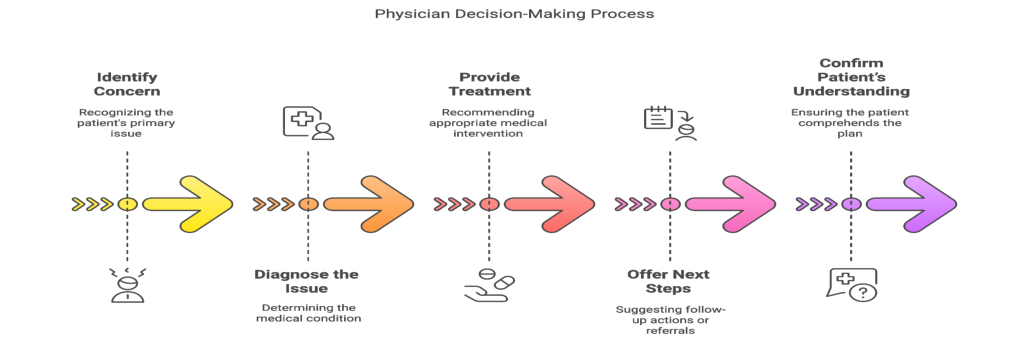 Physician Decision-Making Process
Identify
Concern
Recognizing the
patient's primary
issue
Diagnose the
Issue
Determining the
medical condition
Provide
Treatment
Recommending
appropriate medical
intervention
Offer Next
Steps
Suggesting follow-
up actions or
referrals
Confirm
Patient's
Understanding
Ensuring the patient
comprehends the
plan
?